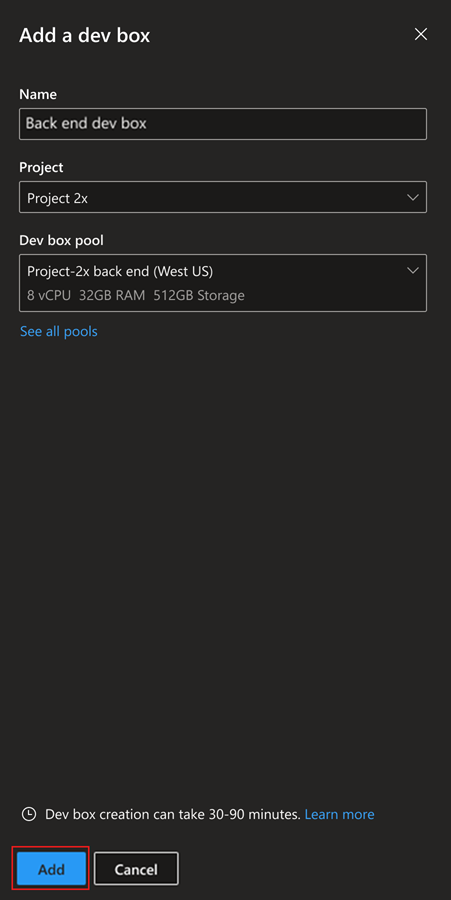 Add a dev box
Name
Back end dev box
Project
Project 2x
Dev box pool
Project-2x back end (West US)
8 vCPU 32GB RAM 512GB Storage
See all pools
Dev box creation can take 30-90 minutes. Learn more
Add Cancel